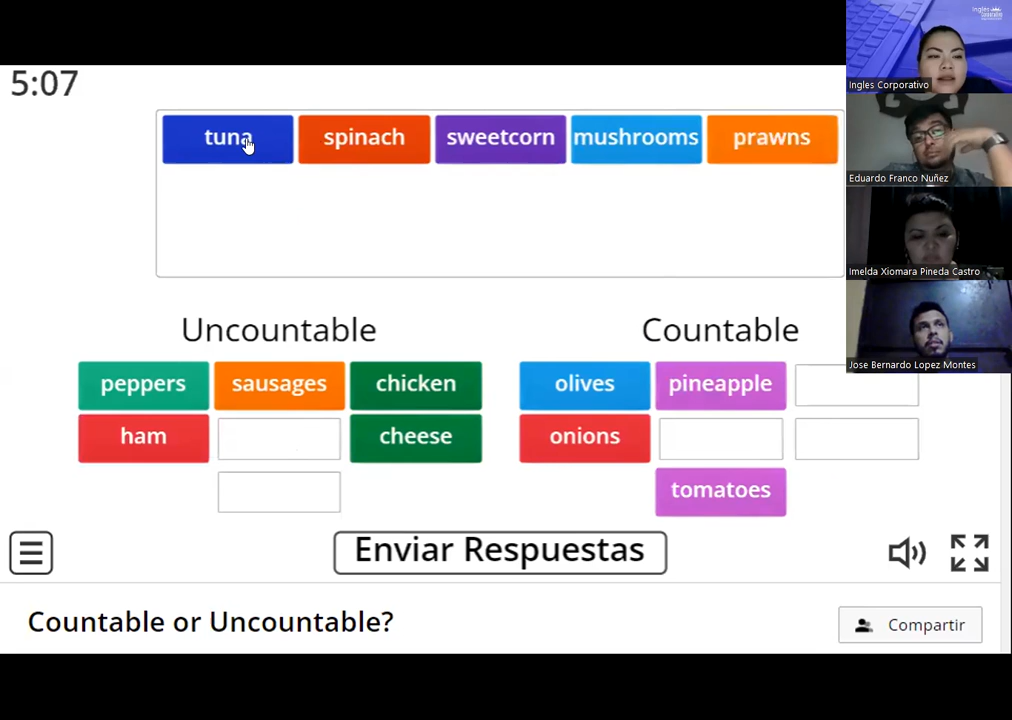 5:07
tuna spinach sweetcorn mushrooms prawns
Uncountable Countable
peppers sausages chicken olives pineapple
ham cheese onions
tomatoes
Enviar Respuestas
Countable or Uncountable?
Compartir
Ingles Corporativo
Eduardo Franco Nuñez
Imelda Xiomara Pineda Castro
Jose Bernardo Lopez Montes